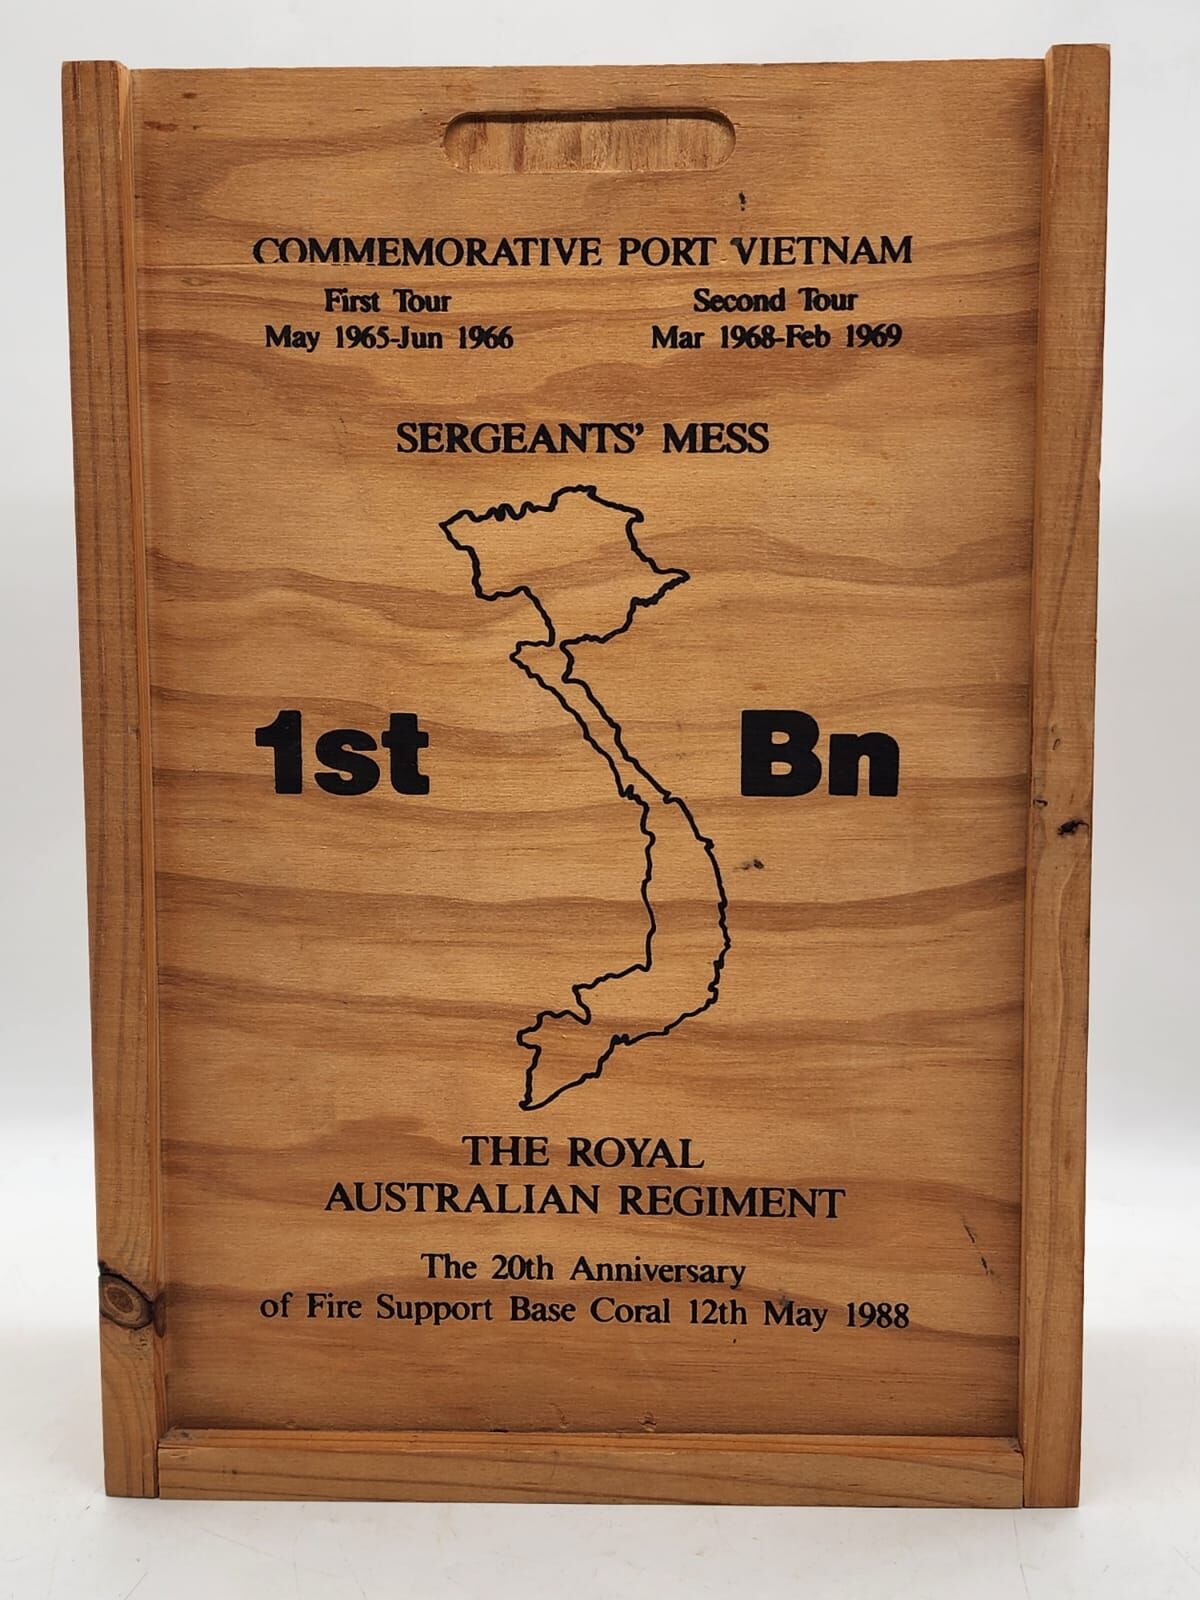 COMMEMORATIVE PORT VIETNAM
First Tour Second Tour
May 1965-Jun 1966 Mar 1968-Feb 1969
SERGEANTS’ MESS
1st Bn
THE ROYAL
AUSTRALIAN REGIMENT
The 20th Anniversary
of Fire Support Base Coral 12th May 1988